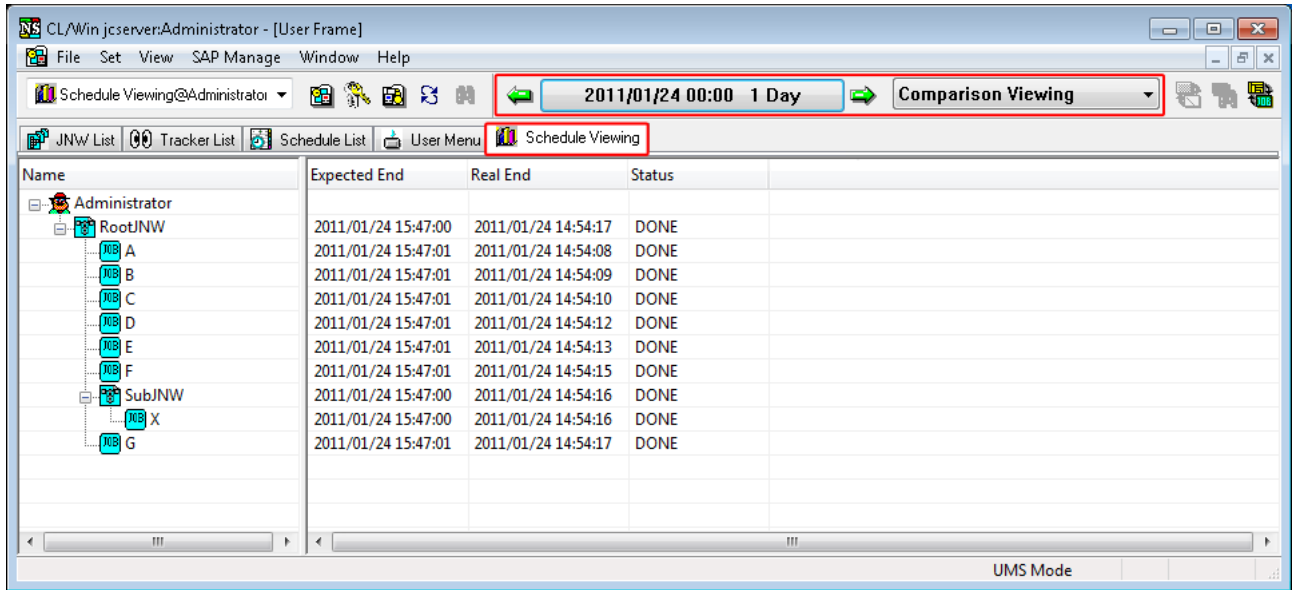 CL/Win jcserver:Administrator - [User Frame]
File Set View SAP Manage Window Help
Schedule Viewing@Administrator 2011/01/24 00:00 1 Day Comparison Viewing
JNW List Tracker List Schedule List User Menu Schedule Viewing
Name Expected End Real End Status
Administrator
RootJNW 2011/01/24 15:47:00 2011/01/24 14:54:17 DONE
JOB A 2011/01/24 15:47:01 2011/01/24 14:54:08 DONE
JOB B 2011/01/24 15:47:01 2011/01/24 14:54:09 DONE
JOB C 2011/01/24 15:47:01 2011/01/24 14:54:10 DONE
JOB D 2011/01/24 15:47:01 2011/01/24 14:54:12 DONE
JOB E 2011/01/24 15:47:01 2011/01/24 14:54:13 DONE
JOB F 2011/01/24 15:47:01 2011/01/24 14:54:15 DONE
SubJNW 2011/01/24 15:47:00 2011/01/24 14:54:16 DONE
JOB X 2011/01/24 15:47:00 2011/01/24 14:54:16 DONE
JOB G 2011/01/24 15:47:01 2011/01/24 14:54:17 DONE
UMS Mode